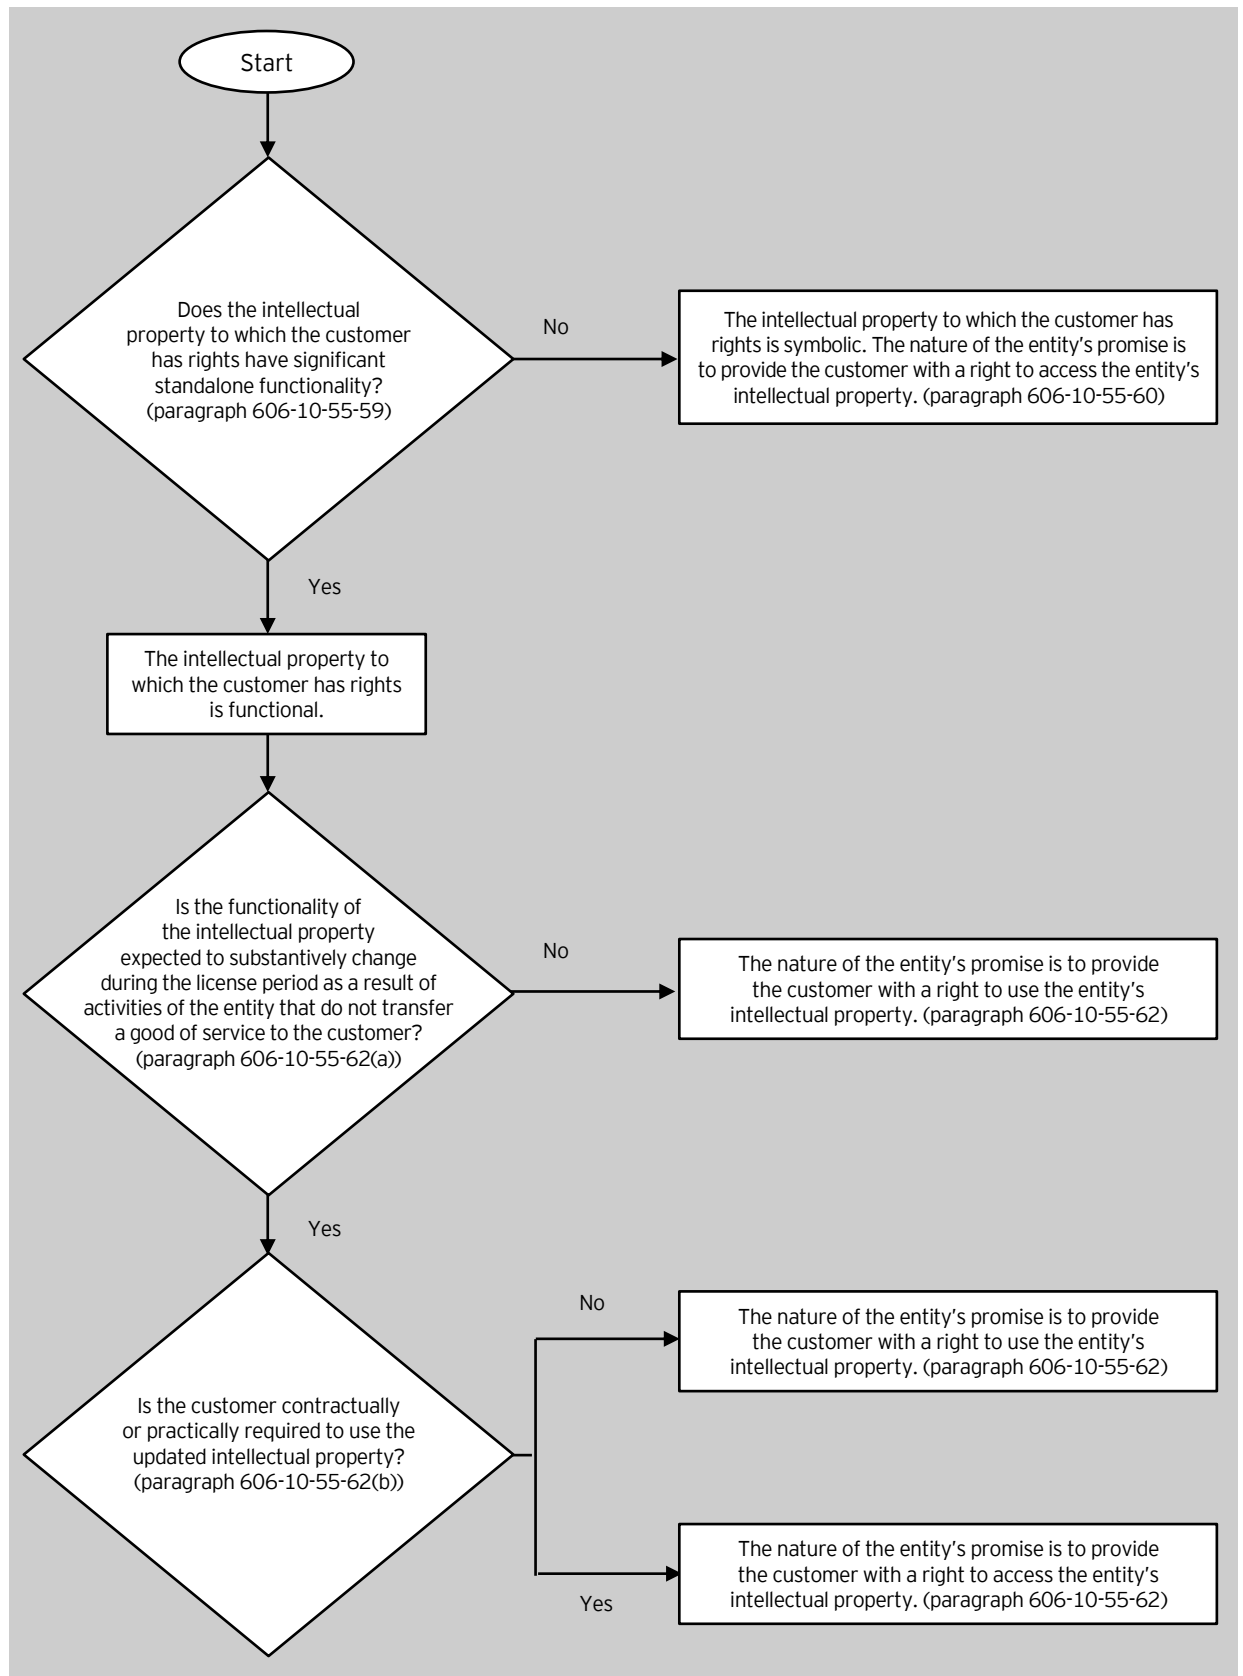 Start
Does the intellectual
property to which the customer
has rights have significant
standalone functionality?
(paragraph 606-10-55-59)
No
The intellectual property to which the customer has
rights is symbolic. The nature of the entity's promise is
to provide the customer with a right to access the entity's
intellectual property. (paragraph 606-10-55-60)
Yes
The intellectual property to
which the customer has rights
is functional.
Is the functionality of
the intellectual property
expected to substantively change
during the license period as a result of
activities of the entity that do not transfer
a good of service to the customer?
(paragraph 606-10-55-62(a))
No
The nature of the entity's promise is to provide
the customer with a right to use the entity's
intellectual property. (paragraph 606-10-55-62)
Yes
Is the customer contractually
or practically required to use the
updated intellectual property?
(paragraph 606-10-55-62(b))
No
The nature of the entity's promise is to provide
the customer with a right to use the entity's
intellectual property. (paragraph 606-10-55-62)
Yes
The nature of the entity's promise is to provide
the customer with a right to access the entity's
intellectual property. (paragraph 606-10-55-62)